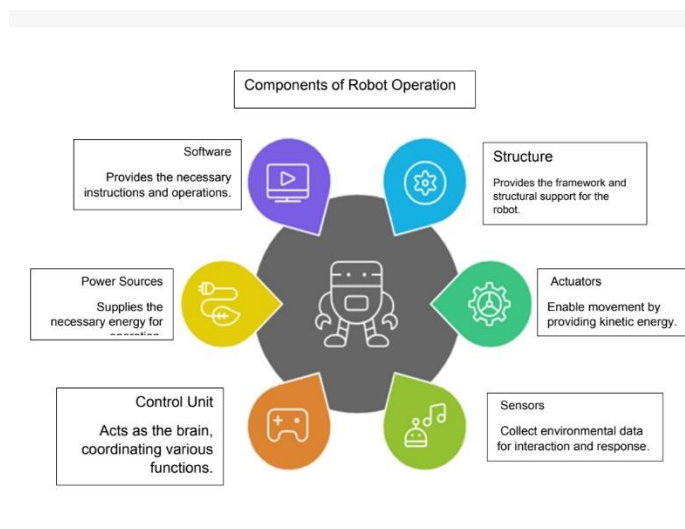 Components of Robot Operation
Software
Provides the necessary
instructions and operations.
Structure
Provides the framework and
structural support for the
robot.
Power Sources
Supplies the
necessary energy for
operation.
Actuators
Enable movement by
providing kinetic energy.
Control Unit
Acts as the brain,
coordinating various
functions.
Sensors
Collect environmental data
for interaction and response.